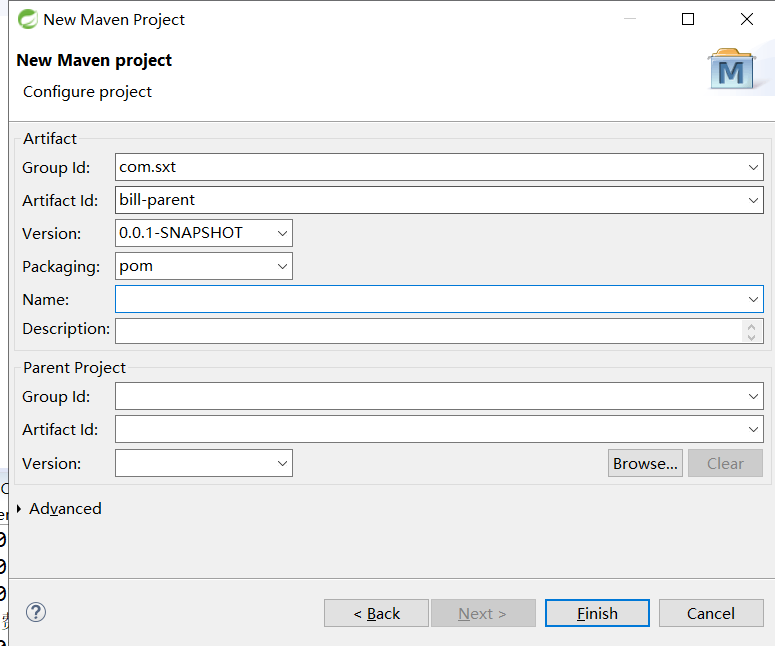 New Maven Project
New Maven project
Configure project
M
Artifact
Group Id: com.sxt
Artifact Id: bill-parent
Version: 0.0.1-SNAPSHOT
Packaging: pom
Name:
Description:
Parent Project
Group Id:
Artifact Id:
Version: Browse... Clear
Advanced
? < Back Next > Finish Cancel